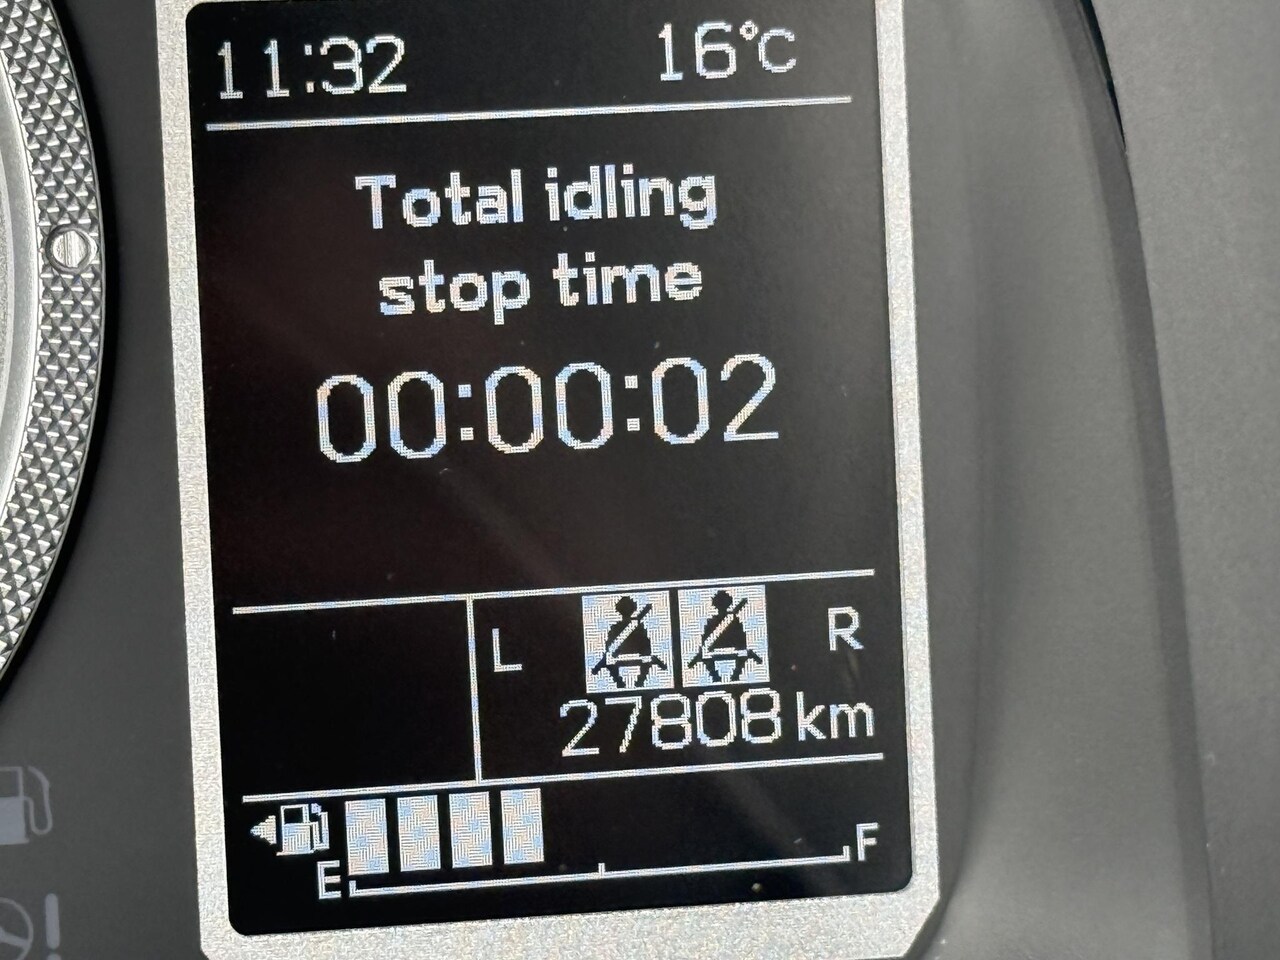 11:32 16°C
Total idling
stop time
00:00:02
L R
27808 km
E F